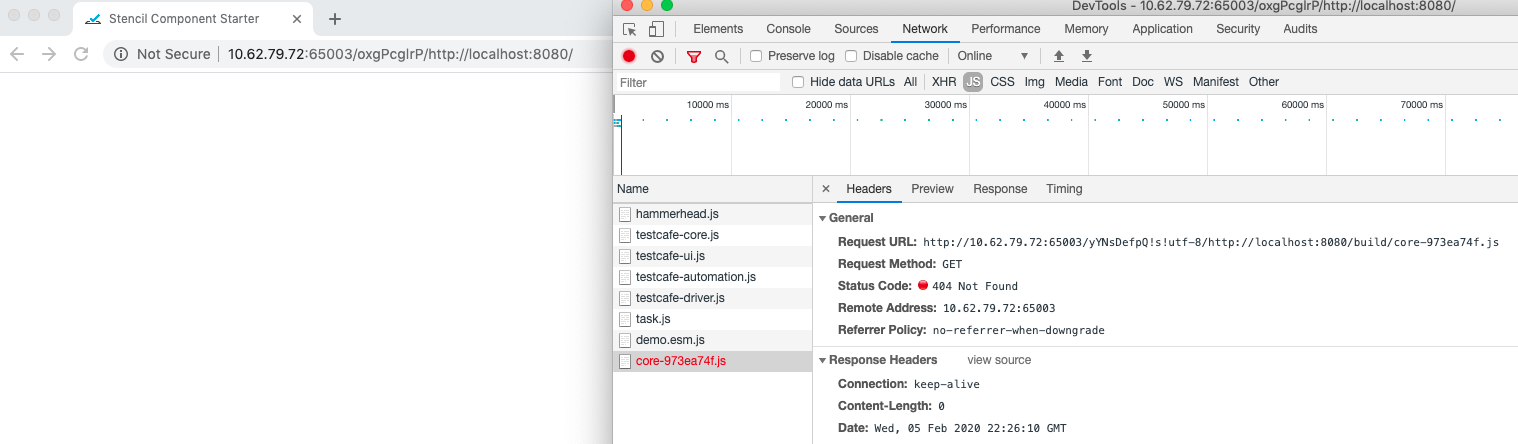 Stencil Component Starter
DevTools - 10.62.79.72:65003/oxgPcglrP/http://localhost:8080/
Not Secure 10.62.79.72:65003/oxgPcglrP/http://localhost:8080/
Elements Console Sources Network Performance Memory Application Security Audits
Preserve log Disable cache Online
Filter Hide data URLs All XHR JS CSS Img Media Font Doc WS Manifest Other
10000 ms 20000 ms 30000 ms 40000 ms 50000 ms 60000 ms 70000 ms
Name
hammerhead.js
testcafe-core.js
testcafe-ui.js
testcafe-automation.js
testcafe-driver.js
task.js
demo.esm.js
core-973ea74f.js
Headers Preview Response Timing
General
Request URL: http://10.62.79.72:65003/yYNsDefpQ!s!utf-8/http://localhost:8080/build/core-973ea74f.js
Request Method: GET
Status Code: 404 Not Found
Remote Address: 10.62.79.72:65003
Referrer Policy: no-referrer-when-downgrade
Response Headers view source
Connection: keep-alive
Content-Length: 0
Date: Wed, 05 Feb 2020 22:26:10 GMT